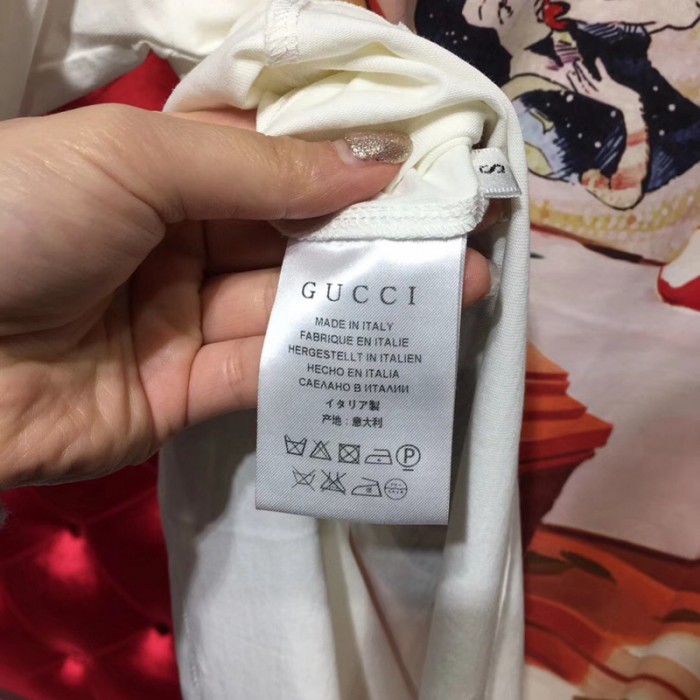 S
GUCCI
MADE IN ITALY
FABRIQUE EN ITALIE
HERGESTELLT IN ITALIEN
HECHO EN ITALIA
СДЕЛАНО В ИТАЛИИ
イタリア製
产地:意大利
P